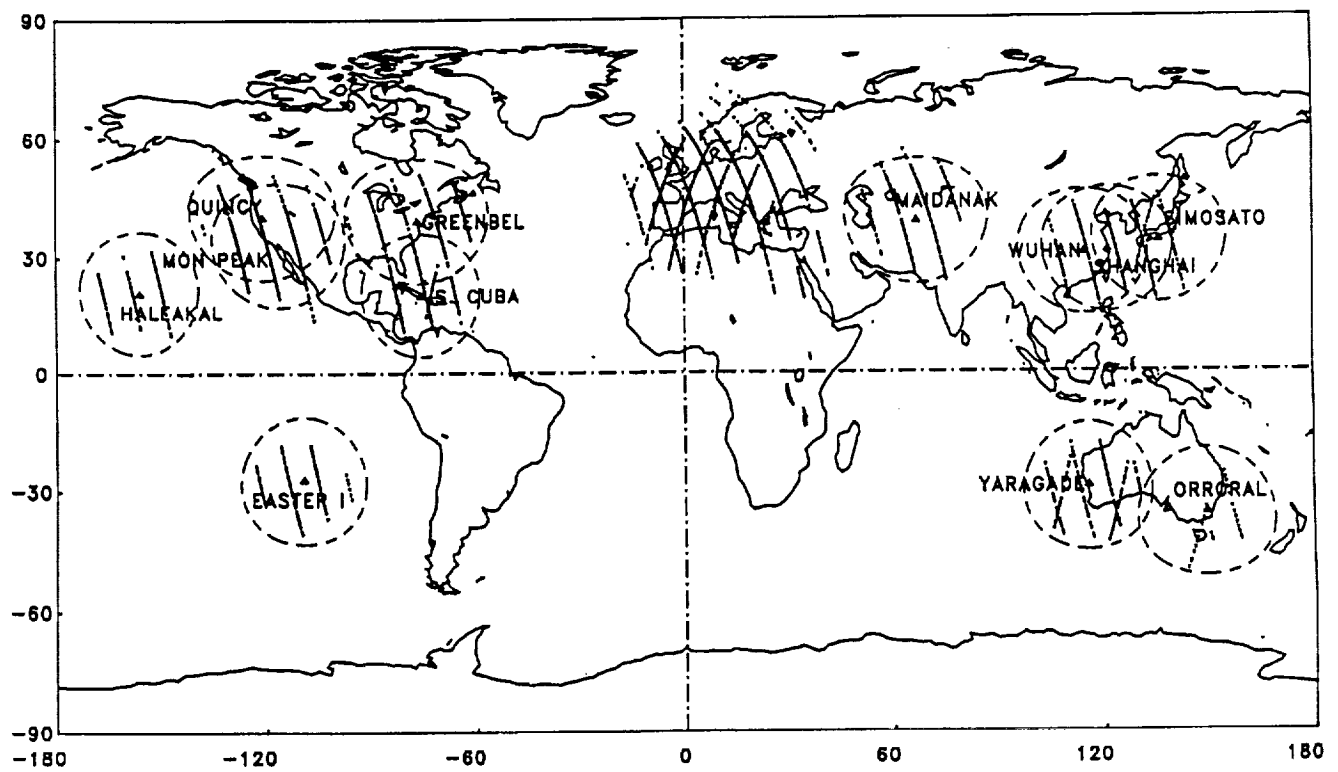 90
60
30
0
-30
-60
-90
-180
-120
-60
0
60
120
180
QUINCY
MON PEAK
HALEAKAL
GREENBEL
S. CUBA
MAIDANAK
SIMOSATO
WUHAN
SHANGHAI
EASTER I
YARAGADE
ORRORAL